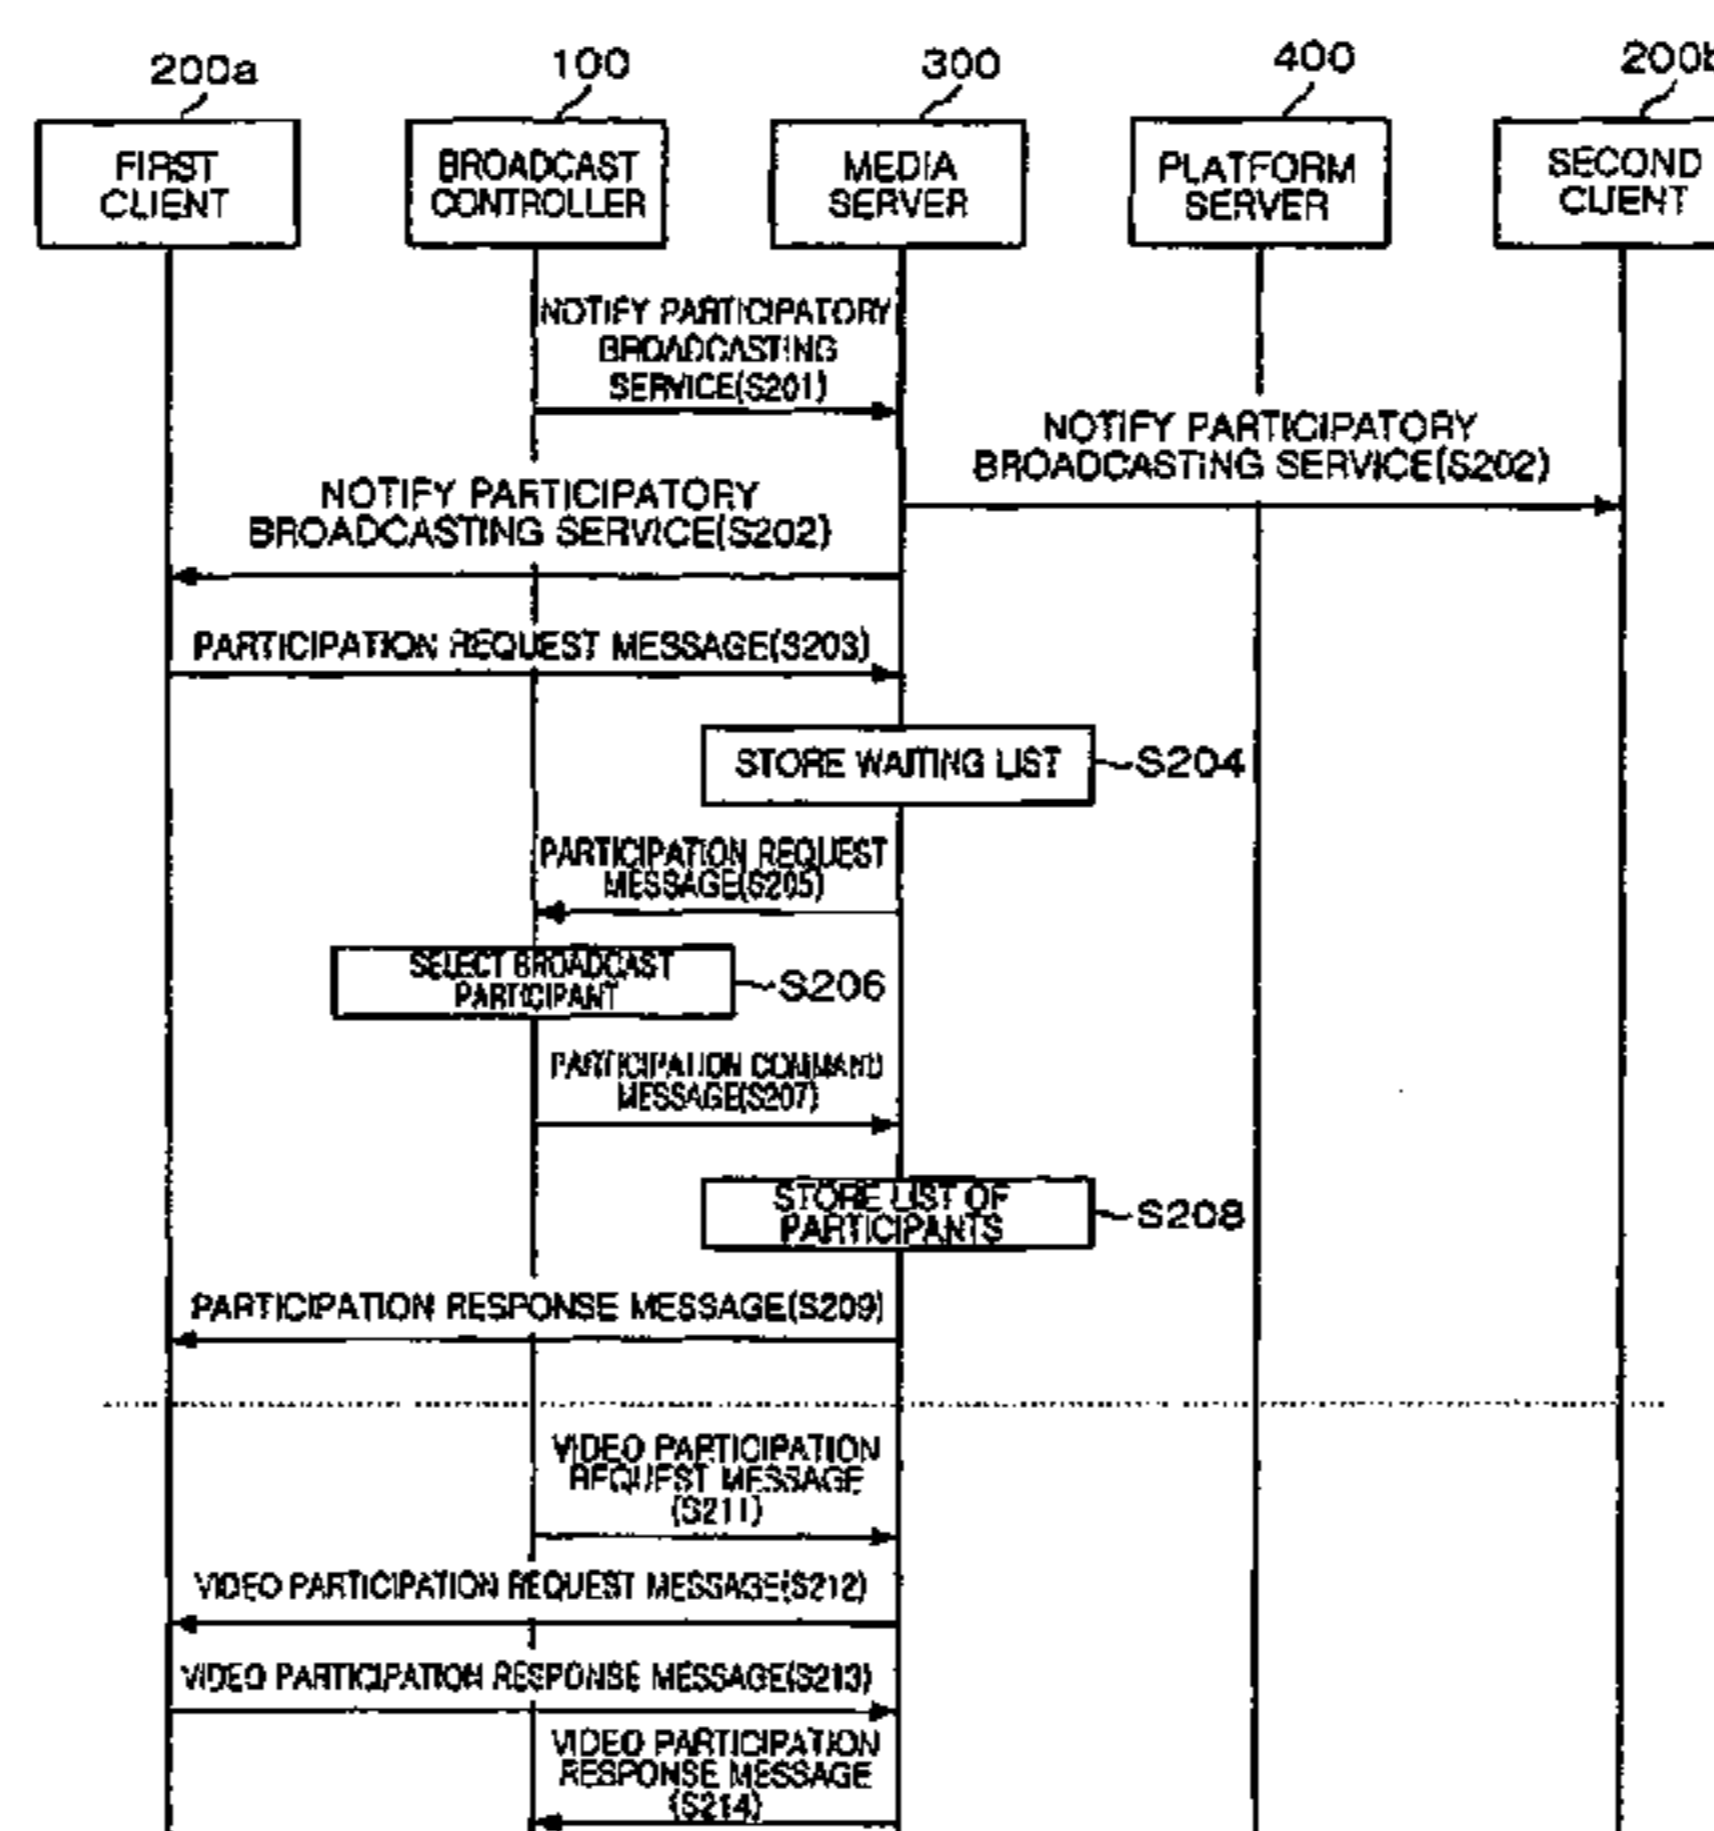 200a
100
300
400
200b
FIRST
CLIENT
BROADCAST
CONTROLLER
MEDIA
SERVER
PLATFORM
SERVER
SECOND
CLIENT
NOTIFY PARTICIPATORY
BROADCASTING
SERVICE(S201)
NOTIFY PARTICIPATORY
BROADCASTING SERVICE(S202)
NOTIFY PARTICIPATORY
BROADCASTING SERVICE(S202)
PARTICIPATION REQUEST MESSAGE(S203)
STORE WAITING LIST
S204
PARTICIPATION REQUEST
MESSAGE(S205)
SELECT BROADCAST
PARTICIPANT
S206
PARTICIPATION COMMAND
MESSAGE(S207)
STORE LIST OF
PARTICIPANTS
S208
PARTICIPATION RESPONSE MESSAGE(S209)
VIDEO PARTICIPATION
REQUEST MESSAGE
(S211)
VIDEO PARTICIPATION REQUEST MESSAGE(S212)
VIDEO PARTICIPATION RESPONSE MESSAGE(S213)
VIDEO PARTICIPATION
RESPONSE MESSAGE
(S214)